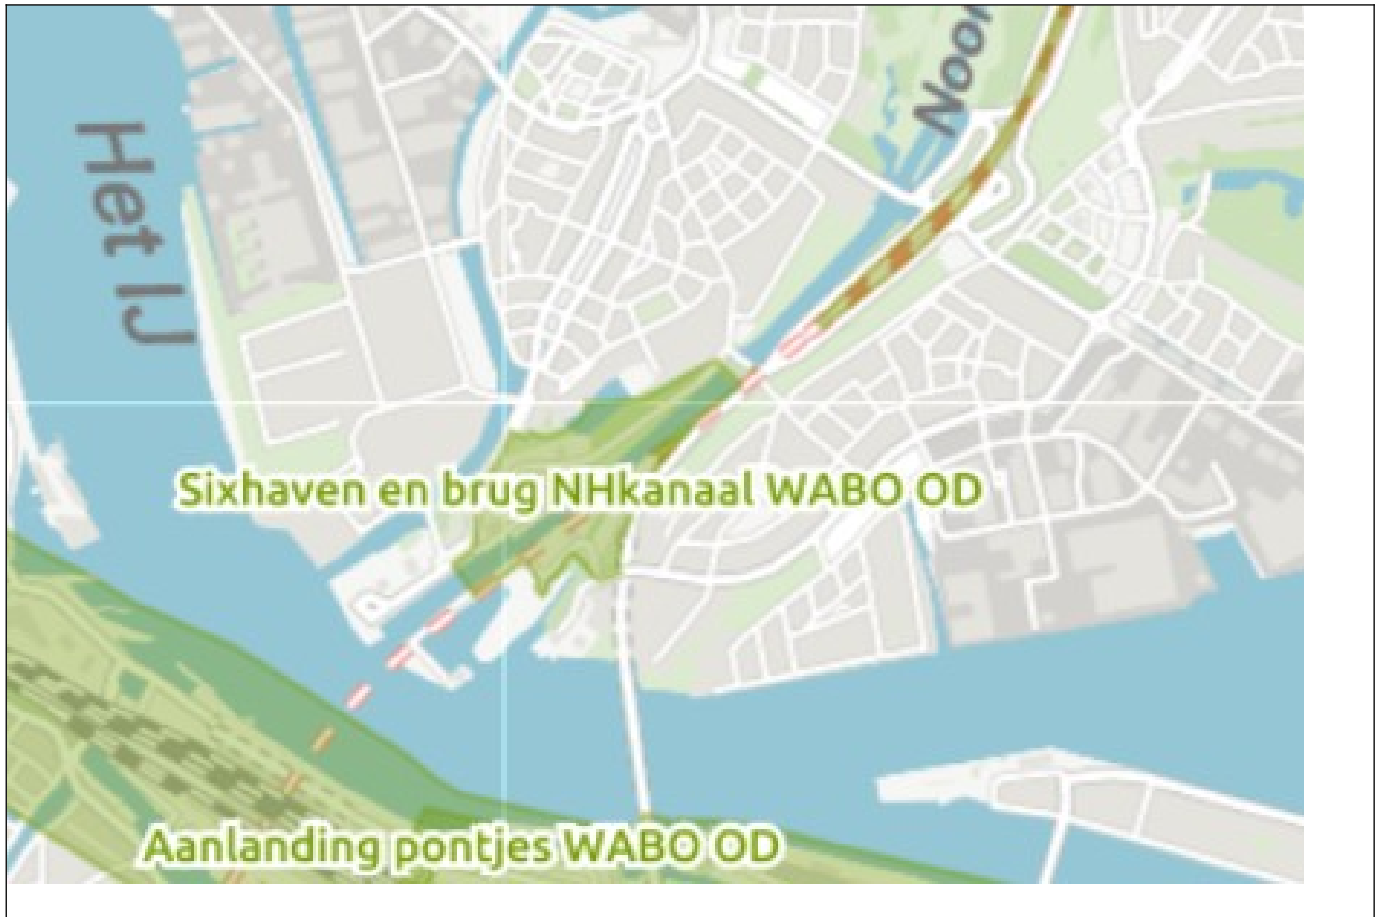 Noor
Het IJ
Sixhaven en brug NHkanaal WABO OD
Aanlanding pontjes WABO OD